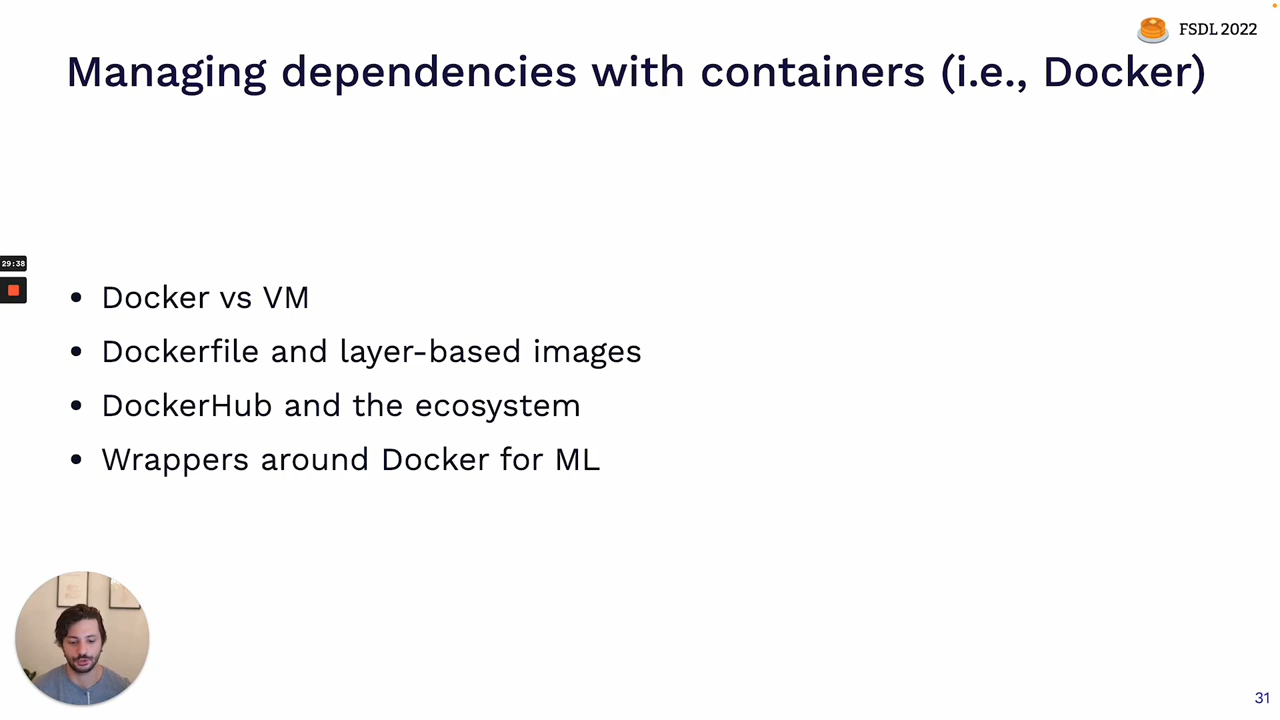 FSDL 2022
Managing dependencies with containers (i.e., Docker)
29:38
• Docker vs VM
• Dockerfile and layer-based images
• DockerHub and the ecosystem
• Wrappers around Docker for ML
31